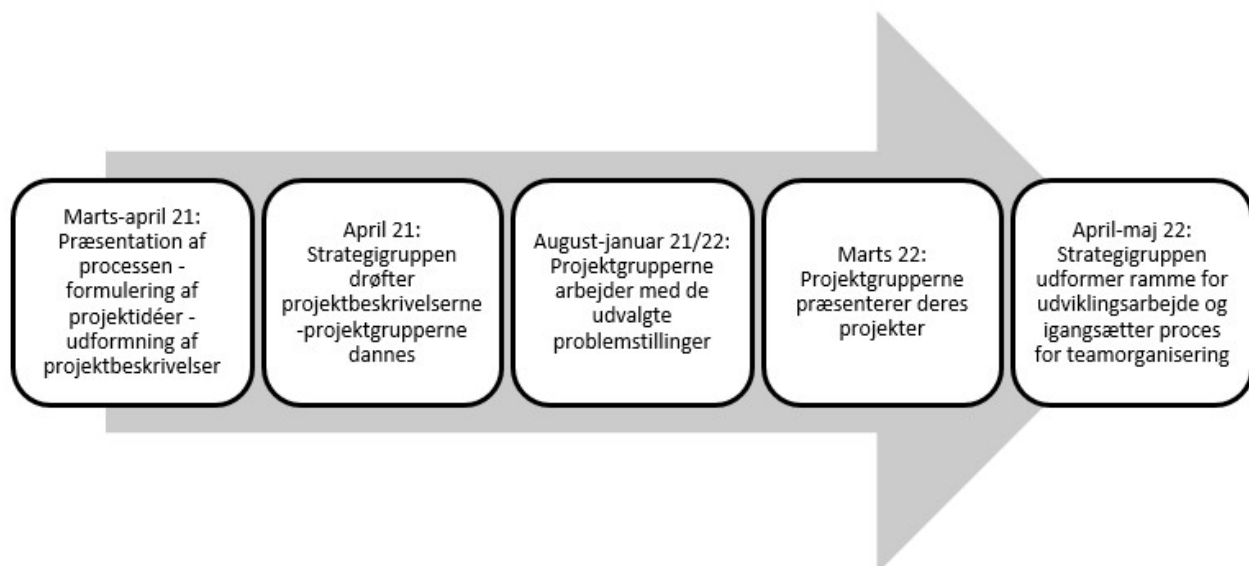 Marts-april 21:
Præsentation af
processen -
formulering af
projektidéer -
udformning af
projektbeskrivelser
April 21:
Strategigruppen
drøfter
projektbeskrivelserne
-projektgrupperne
dannes
August-januar 21/22:
Projektgrupperne
arbejder med de
udvalgte
problemstillinger
Marts 22:
Projektgrupperne
præsenterer deres
projekter
April-maj 22:
Strategigruppen
udformer ramme for
udviklingsarbejde og
igangsætter proces
for teamorganisering